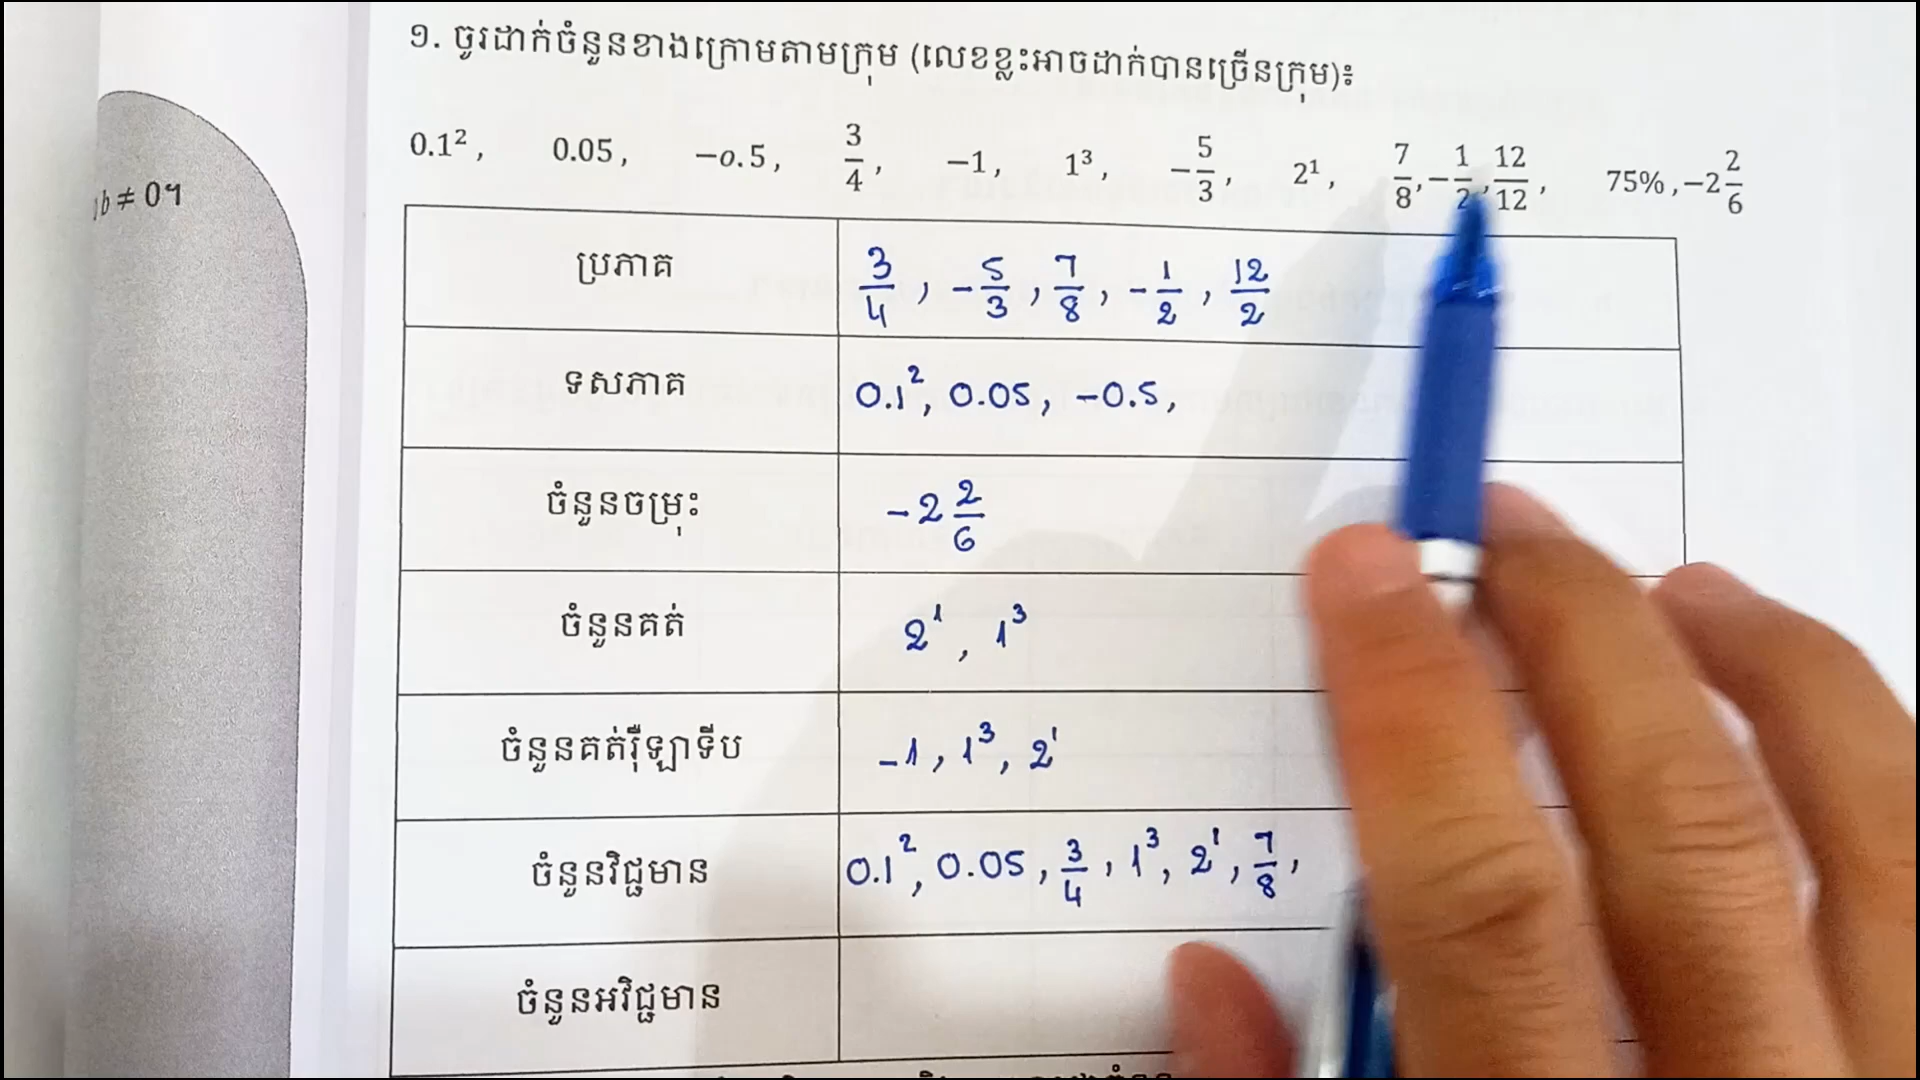 ១. ចូរដាក់ចំនួនខាងក្រោមតាមក្រុម (លេខខ្លះអាចដាក់បានច្រើនក្រុម)៖
0.1², 0.05, −o.5, 3/4, −1, 1³, −5/3, 2¹, 7/8, −1/2, 12/12, 75%, −2 2/6
b ≠ 0។
ប្រភាគ 3/4, -5/3, 7/8, -1/2, 12/2
ទសភាគ 0.1², 0.05, -0.5,
ចំនួនចម្រុះ -2 2/6
ចំនួនគត់ 2¹, 1³
ចំនួនគត់រ៉ឺឡាទីប -1, 1³, 2¹
ចំនួនវិជ្ជមាន 0.1², 0.05, 3/4, 1³, 2¹, 7/8,
ចំនួនអវិជ្ជមាន